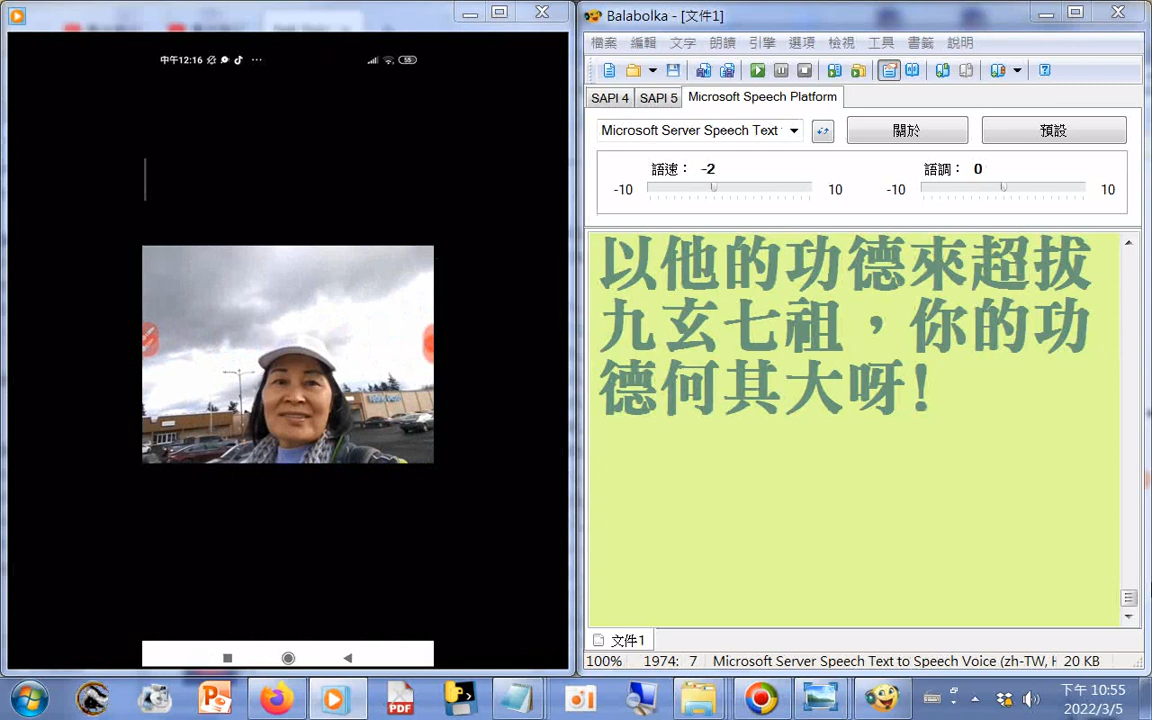 中午12:16
55
Balabolka - [文件1]
檔案 編輯 文字 朗讀 引擎 選項 檢視 工具 書籤 說明
SAPI 4 SAPI 5 Microsoft Speech Platform
Microsoft Server Speech Text 關於 預設
語速： -2 語調： 0
-10 10 -10 10
以他的功德來超拔
九玄七祖，你的功
德何其大呀!
文件1
100% 1974: 7 Microsoft Server Speech Text to Speech Voice (zh-TW, H 20 KB
PDF
下午 10:55
2022/3/5